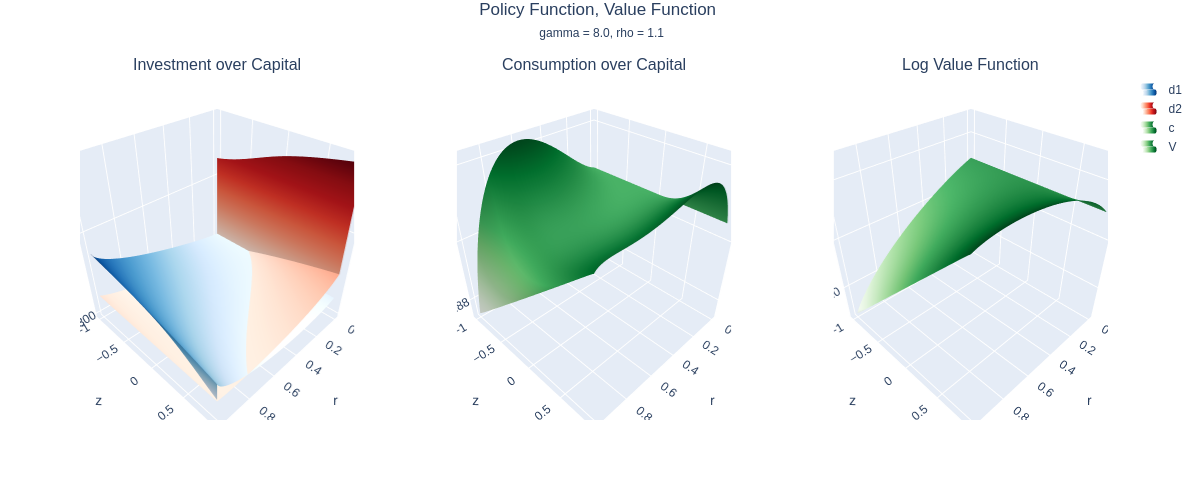 Policy Function, Value Function
gamma = 8.0, rho = 1.1
Investment over Capital
Consumption over Capital
Log Value Function
d1
d2
c
V
−1
−0.5
0
0.5
z
0.2
0.4
0.6
0.8
r
88
−1
−0.5
0
0.5
z
0
0.2
0.4
0.6
0.8
r
0
−1
−0.5
0
0.5
z
0
0.2
0.4
0.6
0.8
r